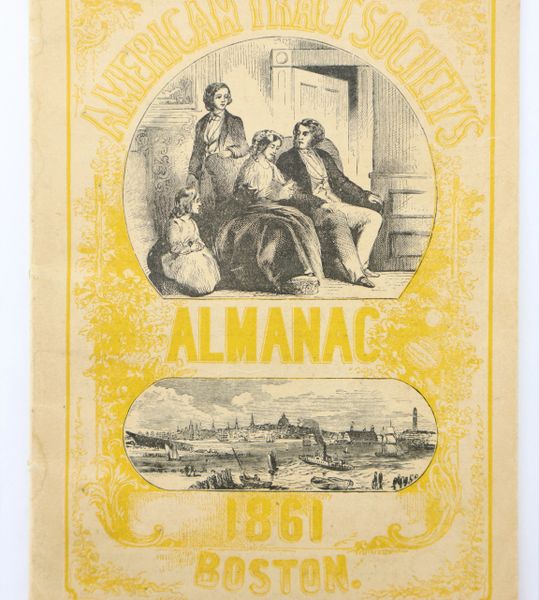 AMERICAN TRACT SOCIETY'S
ALMANAC
1861
BOSTON.